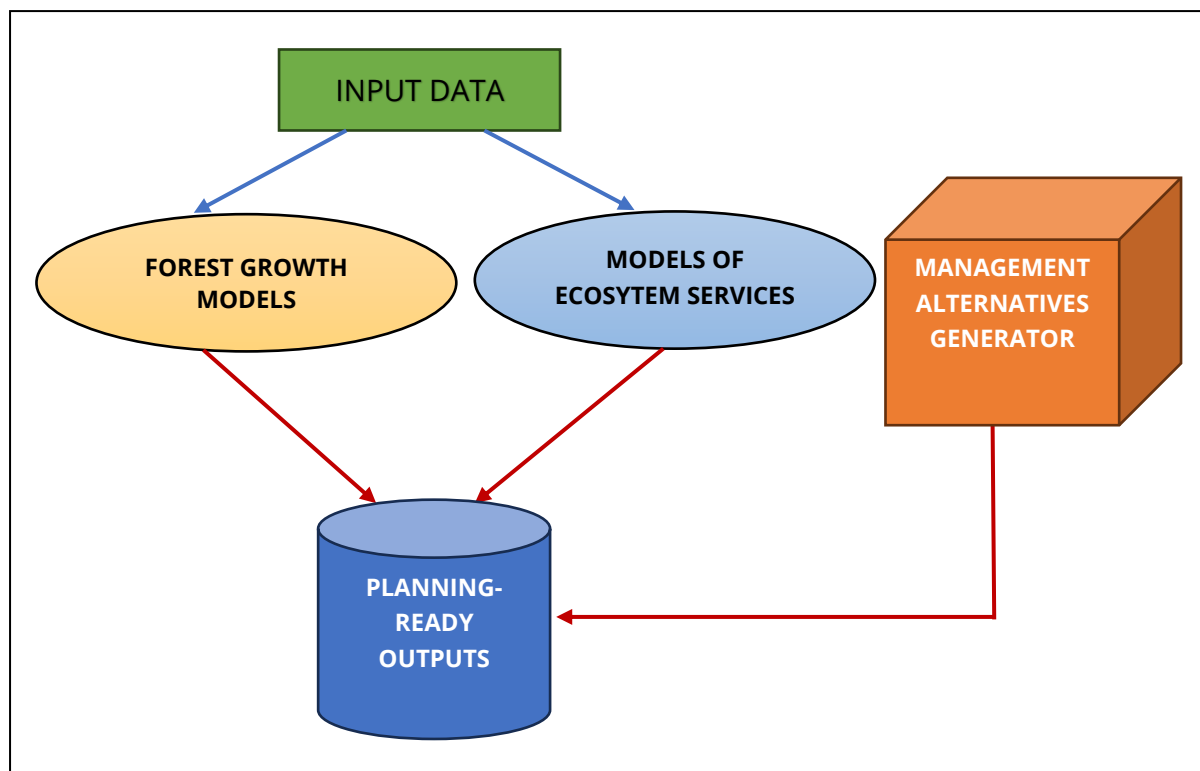 INPUT DATA
FOREST GROWTH
MODELS
MODELS OF
ECOSYTEM SERVICES
MANAGEMENT
ALTERNATIVES
GENERATOR
PLANNING-
READY
OUTPUTS